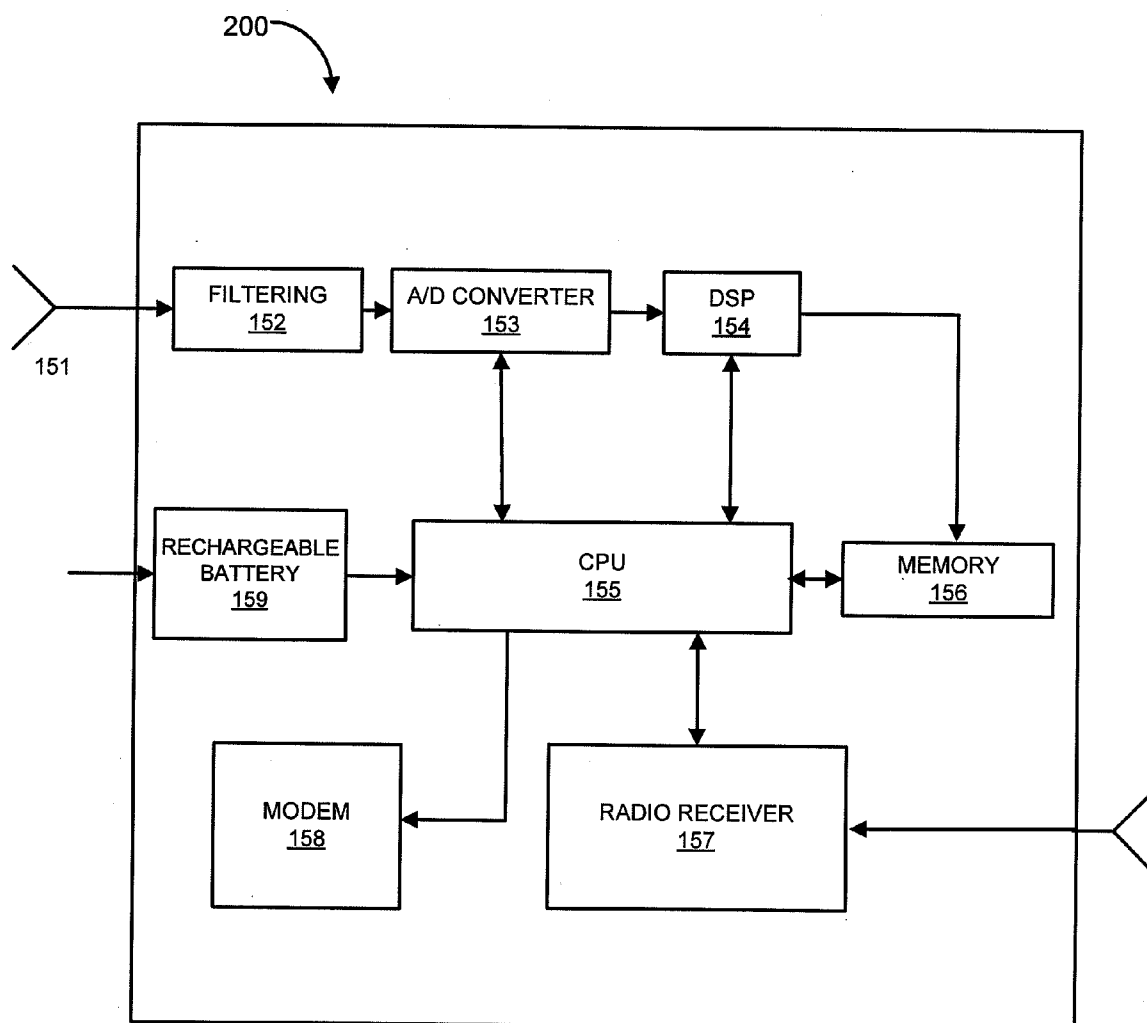 200
FILTERING
152
A/D CONVERTER
153
DSP
154
151
RECHARGEABLE
BATTERY
159
CPU
155
MEMORY
156
MODEM
158
RADIO RECEIVER
157